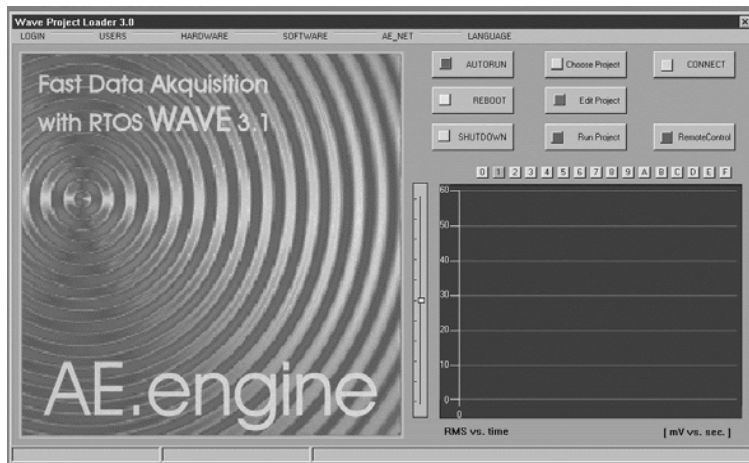 Wave Project Loader 3.0
LOGIN USERS HARDWARE SOFTWARE AE_NET LANGUAGE
Fast Data Akquisition
with RTOS WAVE 3.1
AE.engine
AUTORUN Choose Project CONNECT
REBOOT Edit Project
SHUTDOWN Run Project RemoteControl
0 1 2 3 4 5 6 7 8 9 A B C D E F
60
50
40
30
20
10
0
0
RMS vs. time [ mV vs. sec. ]